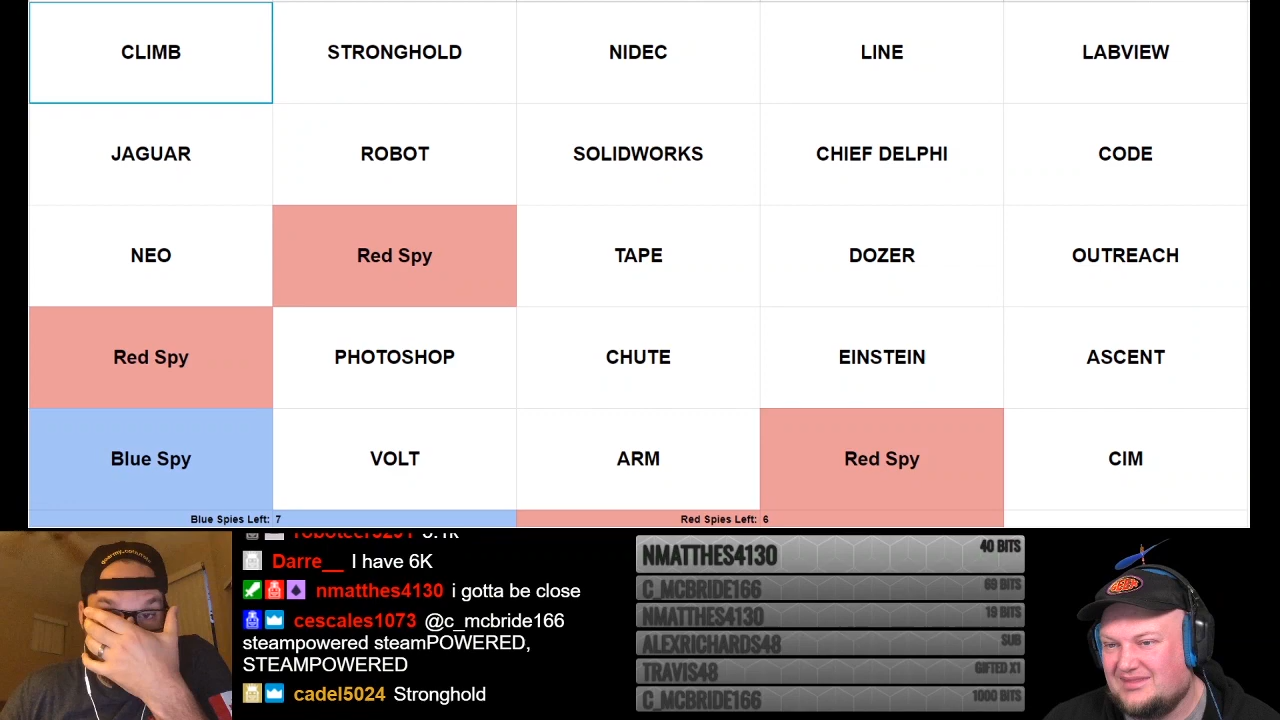 CLIMB STRONGHOLD NIDEC LINE LABVIEW
JAGUAR ROBOT SOLIDWORKS CHIEF DELPHI CODE
NEO Red Spy TAPE DOZER OUTREACH
Red Spy PHOTOSHOP CHUTE EINSTEIN ASCENT
Blue Spy VOLT ARM Red Spy CIM
Blue Spies Left: 7 Red Spies Left: 6
Darre__ I have 6K
nmatthes4130 i gotta be close
cescales1073 @c_mcbride166
steampowered steamPOWERED,
STEAMPOWERED
cadel5024 Stronghold
NMATTHES4130 40 BITS
C_MCBRIDE166 69 BITS
NMATTHES4130 19 BITS
ALEXRICHARDS48 SUB
TRAVIS48 GIFTED X1
C_MCBRIDE166 1000 BITS